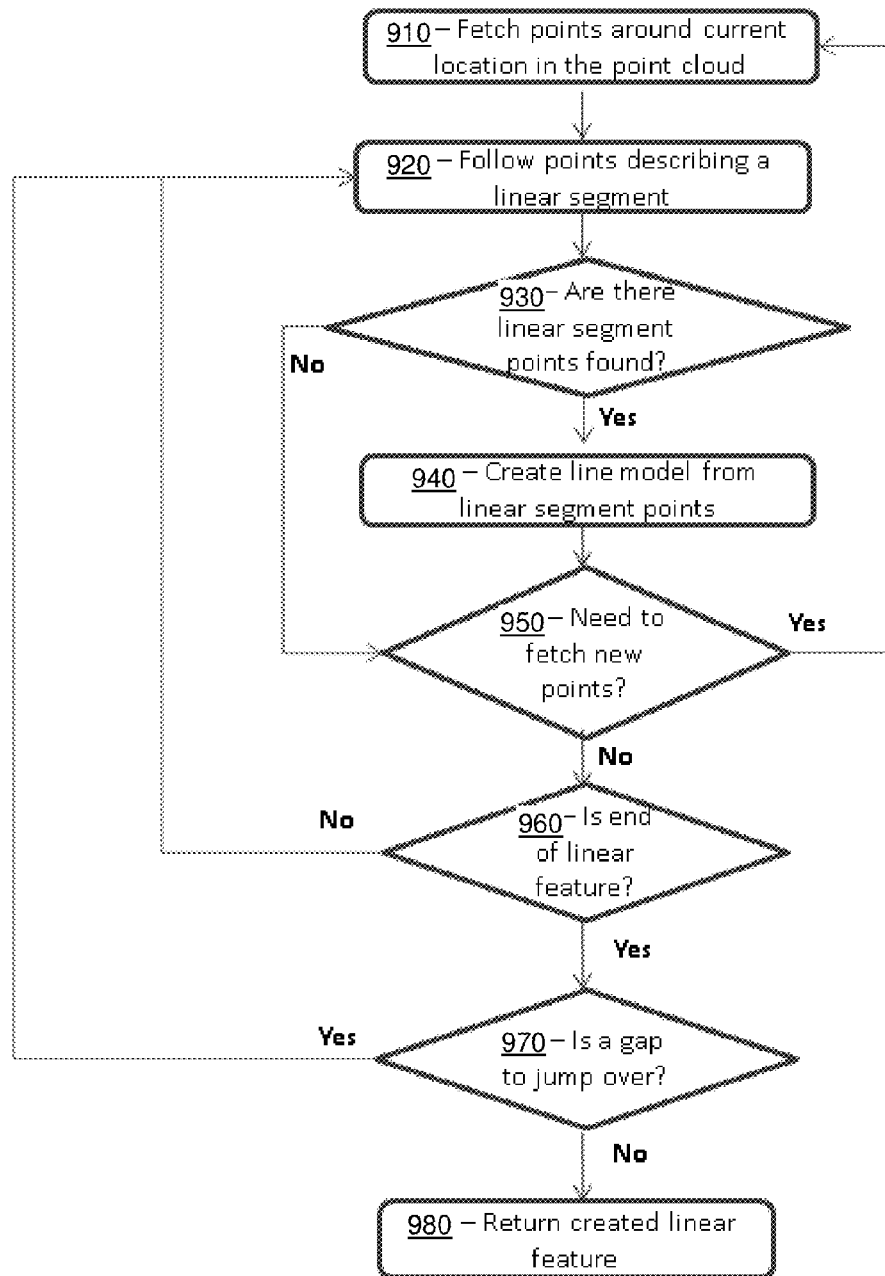 910 – Fetch points around current
location in the point cloud
920 – Follow points describing a
linear segment
930 – Are there
linear segment
points found?
No
Yes
940 – Create line model from
linear segment points
950 – Need to
fetch new
points?
Yes
No
960 – Is end
of linear
feature?
No
Yes
970 – Is a gap
to jump over?
Yes
No
980 – Return created linear
feature